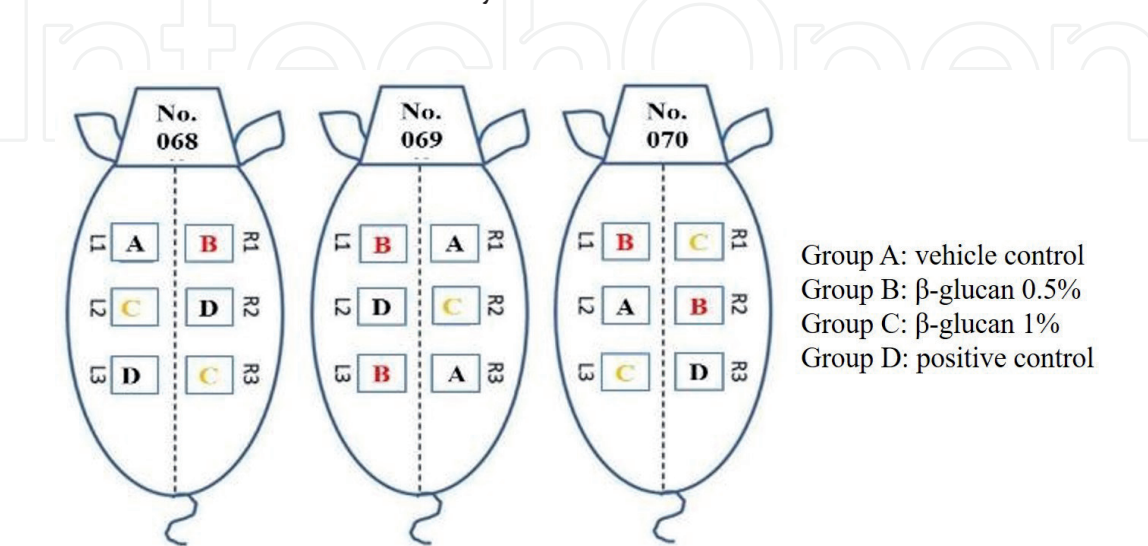 IntechOpen
No.
068
No.
069
No.
070
L1 A B R1
L2 C D R2
L3 D C R3
L1 B A R1
L2 D C R2
L3 B A R3
L1 B C R1
L2 A B R2
L3 C D R3
Group A: vehicle control
Group B: β-glucan 0.5%
Group C: β-glucan 1%
Group D: positive control